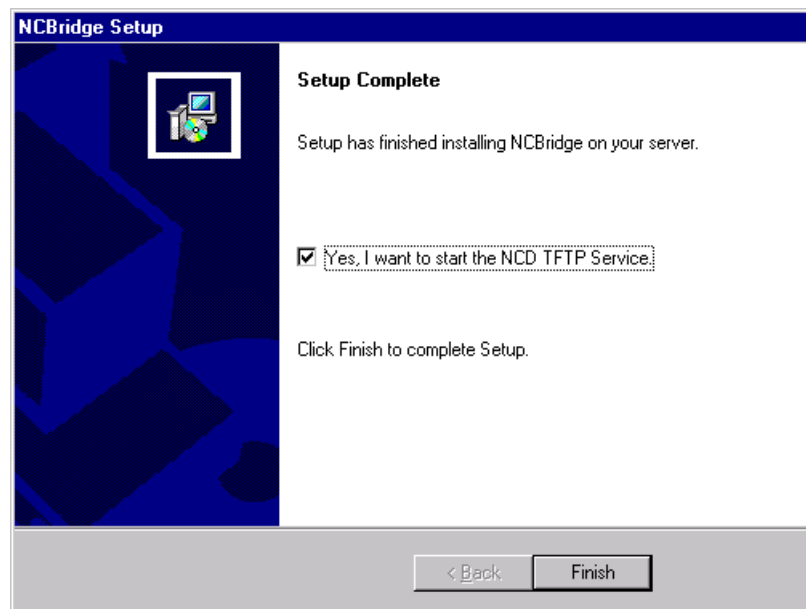 NCBridge Setup
Setup Complete
Setup has finished installing NCBridge on your server.
Yes, I want to start the NCD TFTP Service.
Click Finish to complete Setup.
< Back
Finish